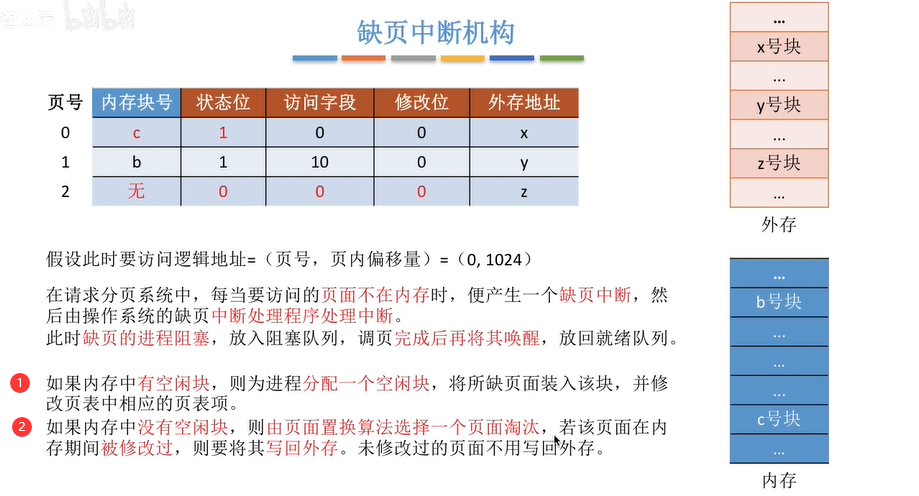 bilibili
缺页中断机构
页号 内存块号 状态位 访问字段 修改位 外存地址
0 c 1 0 0 x
1 b 1 10 0 y
2 无 0 0 0 z
假设此时要访问逻辑地址=（页号，页内偏移量）=（0, 1024）
在请求分页系统中，每当要访问的页面不在内存时，便产生一个缺页中断，然
后由操作系统的缺页中断处理程序处理中断。
此时缺页的进程阻塞，放入阻塞队列，调页完成后再将其唤醒，放回就绪队列。
1 如果内存中有空闲块，则为进程分配一个空闲块，将所缺页面装入该块，并修
改页表中相应的页表项。
2 如果内存中没有空闲块，则由页面置换算法选择一个页面淘汰，若该页面在内
存期间被修改过，则要将其写回外存。未修改过的页面不用写回外存。
...
x号块
...
y号块
...
z号块
...
外存
...
b号块
...
...
...
c号块
...
内存